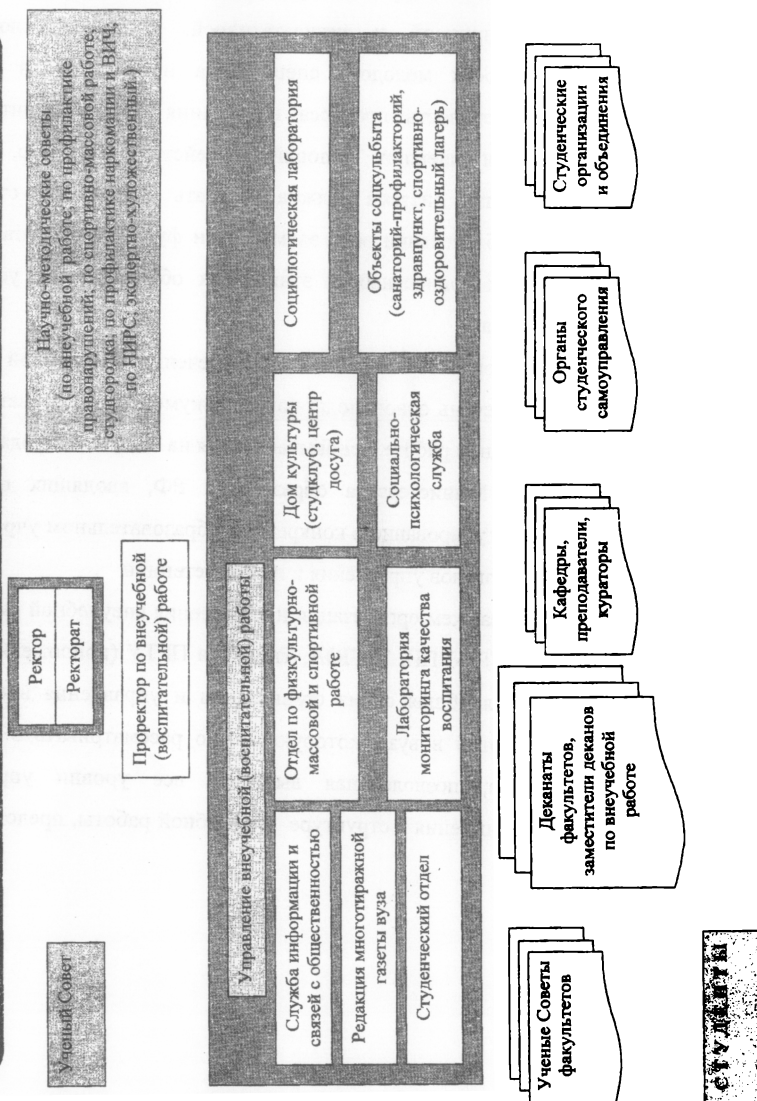 Ученый Совет
Ректор
Ректорат
Проректор по внеучебной
(воспитательной) работе
Научно-методические советы
(по внеучебной работе; по профилактике
правонарушений; по спортивно-массовой работе;
студгородка; по профилактике наркомании и ВИЧ;
по НИРС; экспертно-художественный.)
Управление внеучебной (воспитательной) работы
Служба информации и
связей с общественностью
Редакция многотиражной
газеты вуза
Студенческий отдел
Отдел по физкультурно-
массовой и спортивной
работе
Лаборатория
мониторинга качества
воспитания
Дом культуры
(студклуб, центр
досуга)
Социально-
психологическая
служба
Социологическая лаборатория
Объекты соцкульбыта
(санаторий-профилакторий,
здравпункт, спортивно-
оздоровительный лагерь)
Ученые Советы
факультетов
Деканаты
факультетов,
заместители деканов
по внеучебной
работе
Кафедры,
преподаватели,
кураторы
Органы
студенческого
самоуправления
Студенческие
организации
и объединения
студенты